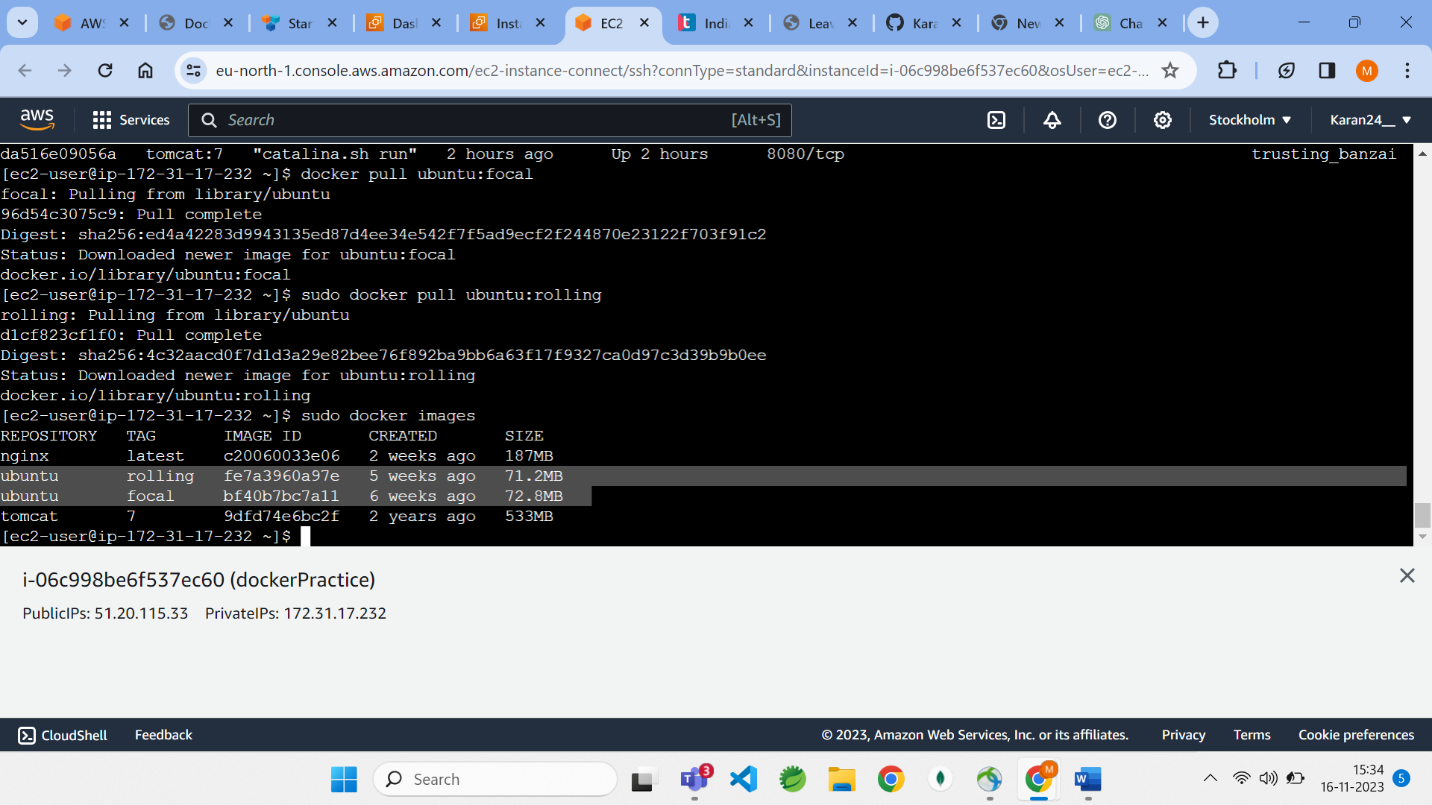 AWS Doc Star Das Inst EC2 Indi Leav Kara New Cha
eu-north-1.console.aws.amazon.com/ec2-instance-connect/ssh?connType=standard&instanceId=i-06c998be6f537ec60&osUser=ec2-... M
aws Services Search [Alt+S] Stockholm Karan24__
da516e09056a tomcat:7 "catalina.sh run" 2 hours ago Up 2 hours 8080/tcp trusting_banzai
[ec2-user@ip-172-31-17-232 ~]$ docker pull ubuntu:focal
focal: Pulling from library/ubuntu
96d54c3075c9: Pull complete
Digest: sha256:ed4a42283d9943135ed87d4ee34e542f7f5ad9ecf2f244870e23122f703f91c2
Status: Downloaded newer image for ubuntu:focal
docker.io/library/ubuntu:focal
[ec2-user@ip-172-31-17-232 ~]$ sudo docker pull ubuntu:rolling
rolling: Pulling from library/ubuntu
d1cf823cf1f0: Pull complete
Digest: sha256:4c32aacd0f7d1d3a29e82bee76f892ba9bb6a63f17f9327ca0d97c3d39b9b0ee
Status: Downloaded newer image for ubuntu:rolling
docker.io/library/ubuntu:rolling
[ec2-user@ip-172-31-17-232 ~]$ sudo docker images
REPOSITORY TAG IMAGE ID CREATED SIZE
nginx latest c20060033e06 2 weeks ago 187MB
ubuntu rolling fe7a3960a97e 5 weeks ago 71.2MB
ubuntu focal bf40b7bc7a11 6 weeks ago 72.8MB
tomcat 7 9dfd74e6bc2f 2 years ago 533MB
[ec2-user@ip-172-31-17-232 ~]$
i-06c998be6f537ec60 (dockerPractice)
PublicIPs: 51.20.115.33 PrivateIPs: 172.31.17.232
CloudShell Feedback © 2023, Amazon Web Services, Inc. or its affiliates. Privacy Terms Cookie preferences
Search 3 M W 15:34
16-11-2023 5